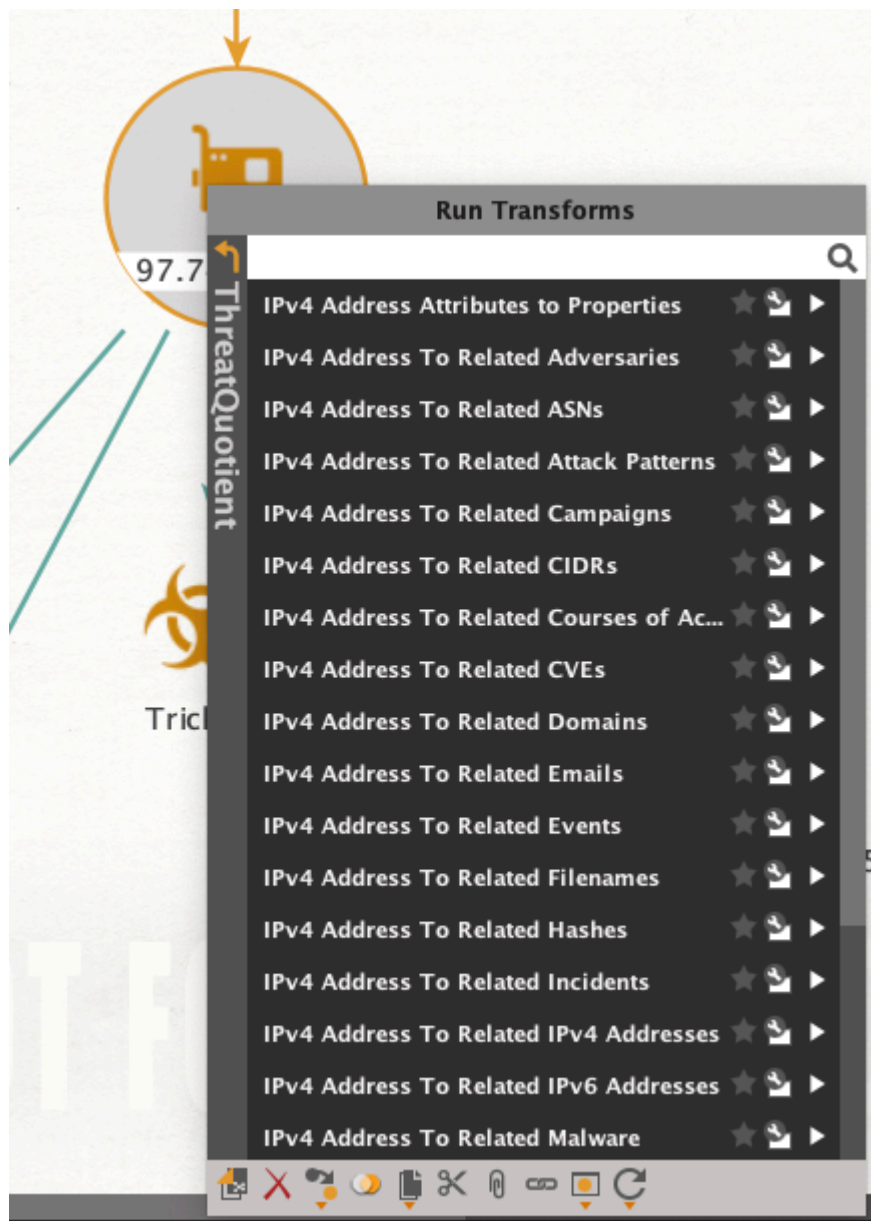 Run Transforms
97.7
ThreatQuotient
IPv4 Address Attributes to Properties
IPv4 Address To Related Adversaries
IPv4 Address To Related ASNs
IPv4 Address To Related Attack Patterns
IPv4 Address To Related Campaigns
IPv4 Address To Related CIDRs
IPv4 Address To Related Courses of Ac...
IPv4 Address To Related CVEs
IPv4 Address To Related Domains
Tric
IPv4 Address To Related Emails
IPv4 Address To Related Events
IPv4 Address To Related Filenames
IPv4 Address To Related Hashes
IPv4 Address To Related Incidents
IPv4 Address To Related IPv4 Addresses
IPv4 Address To Related IPv6 Addresses
IPv4 Address To Related Malware